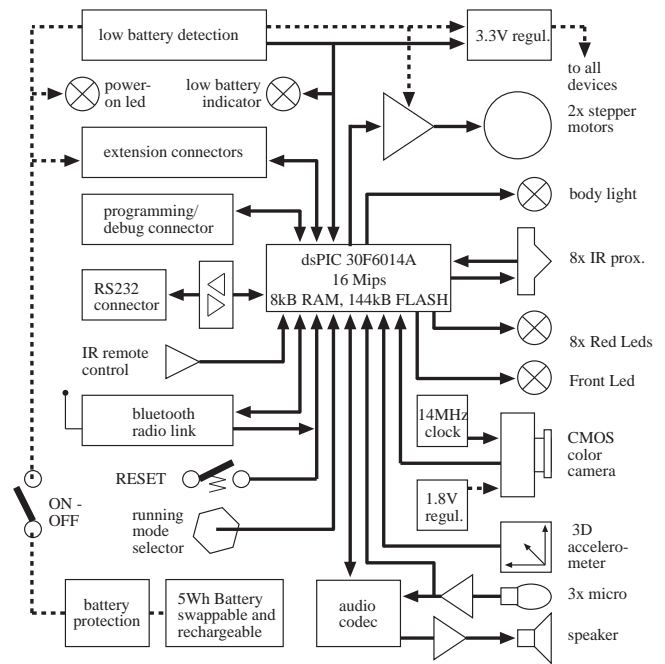 low battery detection
3.3V regul.
to all
devices
power-
on led
low battery
indicator
2x stepper
motors
extension connectors
body light
programming/
debug connector
dsPIC 30F6014A
16 Mips
8kB RAM, 144kB FLASH
8x IR prox.
RS232
connector
8x Red Leds
IR remote
control
Front Led
bluetooth
radio link
14MHz
clock
CMOS
color
camera
RESET
1.8V
regul.
ON -
OFF
running
mode
selector
3D
accelero-
meter
battery
protection
5Wh Battery
swappable and
rechargeable
audio
codec
3x micro
speaker